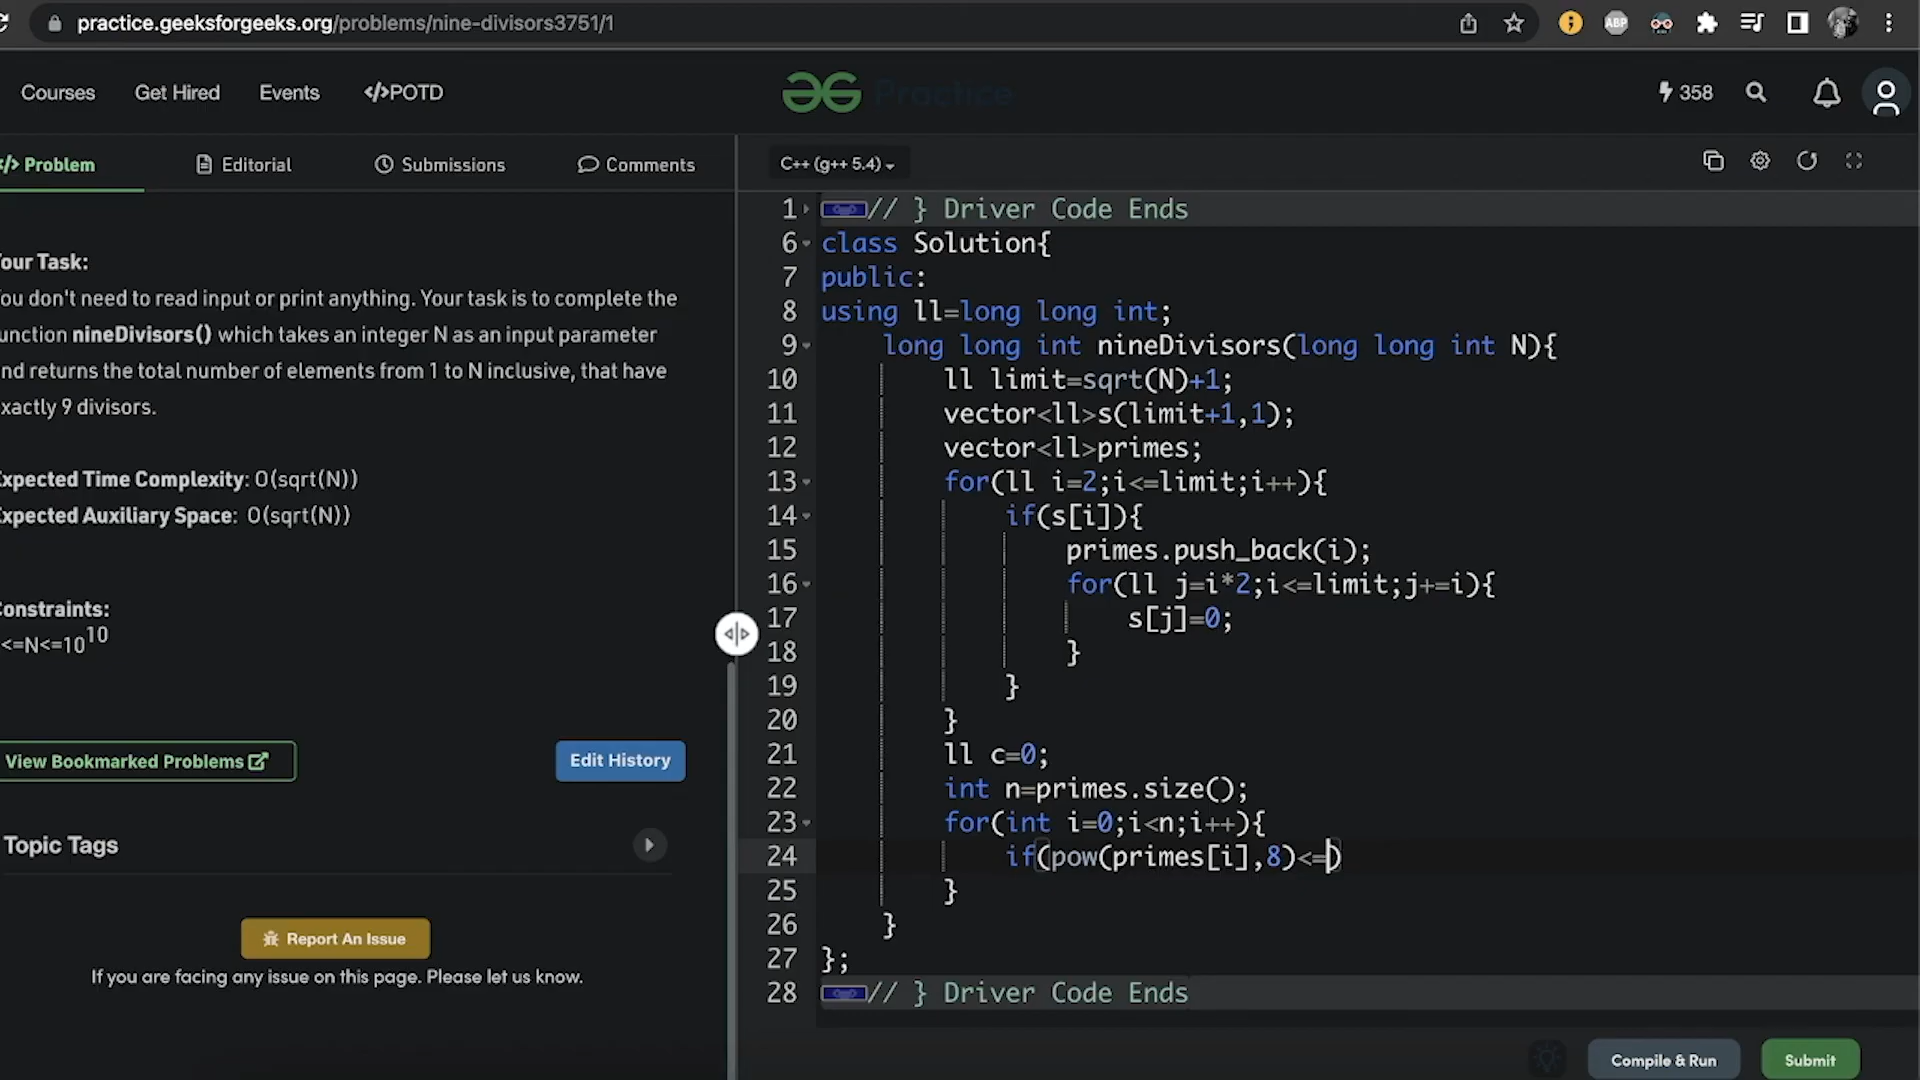 practice.geeksforgeeks.org/problems/nine-divisors3751/1
ABP
Courses
Get Hired
Events
</>POTD
Practice
358
</> Problem
Editorial
Submissions
Comments
C++ (g++ 5.4)
our Task:
ou don't need to read input or print anything. Your task is to complete the
unction nineDivisors() which takes an integer N as an input parameter
nd returns the total number of elements from 1 to N inclusive, that have
xactly 9 divisors.
Expected Time Complexity: O(sqrt(N))
Expected Auxiliary Space: O(sqrt(N))
onstraints:
<=N<=10^10
View Bookmarked Problems
Edit History
Topic Tags
Report An Issue
If you are facing any issue on this page. Please let us know.
1 // } Driver Code Ends
6 class Solution{
7 public:
8 using ll=long long int;
9 long long int nineDivisors(long long int N){
10 ll limit=sqrt(N)+1;
11 vector<ll>s(limit+1,1);
12 vector<ll>primes;
13 for(ll i=2;i<=limit;i++){
14 if(s[i]){
15 primes.push_back(i);
16 for(ll j=i*2;i<=limit;j+=i){
17 s[j]=0;
18 }
19 }
20 }
21 ll c=0;
22 int n=primes.size();
23 for(int i=0;i<n;i++){
24 if(pow(primes[i],8)<=)
25 }
26 }
27 };
28 // } Driver Code Ends
Compile & Run
Submit